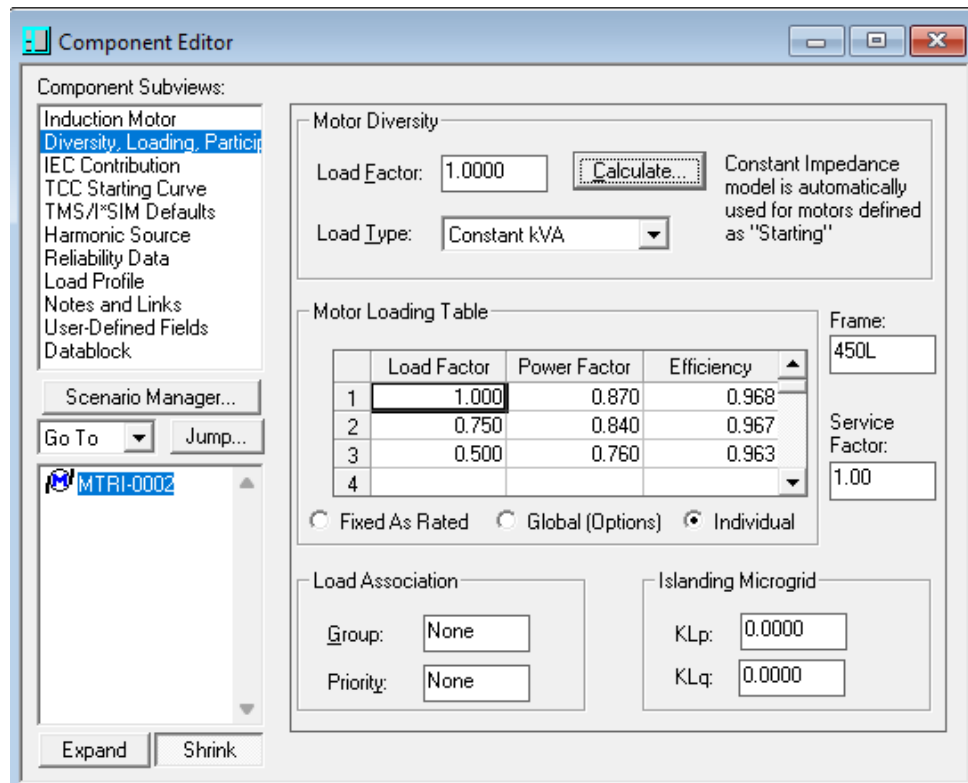 Component Editor
Component Subviews:
Induction Motor
Diversity, Loading, Particip
IEC Contribution
TCC Starting Curve
TMS/I*SIM Defaults
Harmonic Source
Reliability Data
Load Profile
Notes and Links
User-Defined Fields
Datablock
Scenario Manager...
Go To
Jump...
MTRI-0002
Expand
Shrink
Motor Diversity
Load Factor:
1.0000
Calculate...
Constant Impedance
model is automatically
used for motors defined
as "Starting"
Load Type:
Constant kVA
Motor Loading Table
Load Factor Power Factor Efficiency
1 1.000 0.870 0.968
2 0.750 0.840 0.967
3 0.500 0.760 0.963
4
Fixed As Rated
Global (Options)
Individual
Frame:
450L
Service
Factor:
1.00
Load Association
Group:
None
Priority:
None
Islanding Microgrid
KLp:
0.0000
KLq:
0.0000